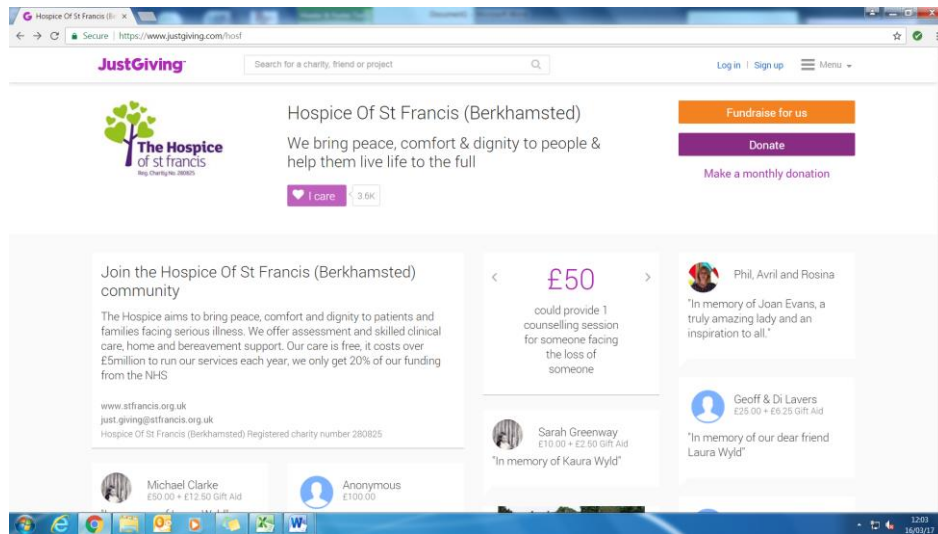 Hospice Of St Francis (Be
Secure | https://www.justgiving.com/hosf
JustGiving
Search for a charity, friend or project
Log in | Sign up
Menu
The Hospice
of st francis
Reg. Charity No. 280825
Hospice Of St Francis (Berkhamsted)
We bring peace, comfort & dignity to people &
help them live life to the full
I care
3.6K
Fundraise for us
Donate
Make a monthly donation
Join the Hospice Of St Francis (Berkhamsted)
community
The Hospice aims to bring peace, comfort and dignity to patients and
families facing serious illness. We offer assessment and skilled clinical
care, home and bereavement support. Our care is free, it costs over
£5million to run our services each year, we only get 20% of our funding
from the NHS
www.stfrancis.org.uk
just.giving@stfrancis.org.uk
Hospice Of St Francis (Berkhamsted) Registered charity number 280825
Michael Clarke
£50.00 + £12.50 Gift Aid
Anonymous
£100.00
£50
could provide 1
counselling session
for someone facing
the loss of
someone
Sarah Greenway
£10.00 + £2.50 Gift Aid
"In memory of Kaura Wyld"
Phil, Avril and Rosina
"In memory of Joan Evans, a
truly amazing lady and an
inspiration to all."
Geoff & Di Lavers
£25.00 + £6.25 Gift Aid
"In memory of our dear friend
Laura Wyld"
12:03
16/03/17